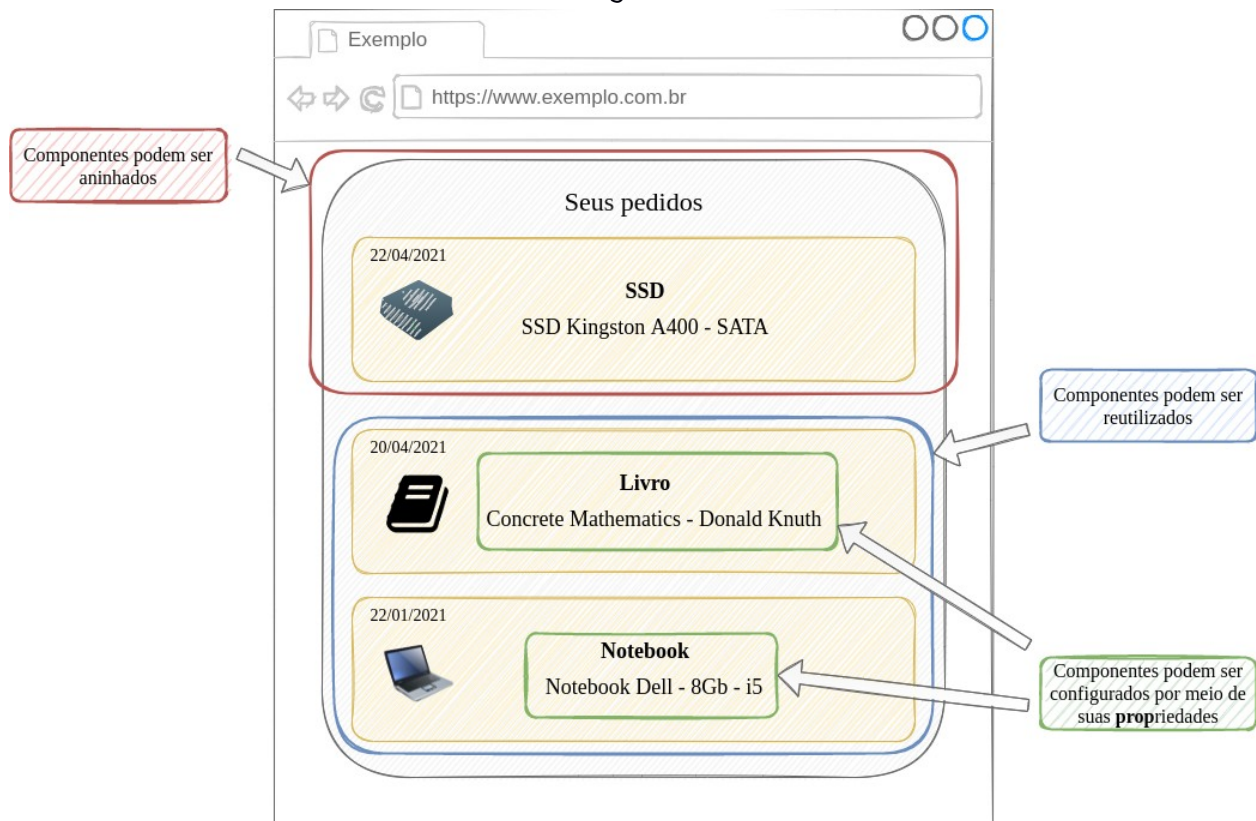 Exemplo
https://www.exemplo.com.br
Componentes podem ser
aninhados
Seus pedidos
22/04/2021
SSD
SSD Kingston A400 - SATA
Componentes podem ser
reutilizados
20/04/2021
Livro
Concrete Mathematics - Donald Knuth
22/01/2021
Notebook
Notebook Dell - 8Gb - i5
Componentes podem ser
configurados por meio de
suas propriedades